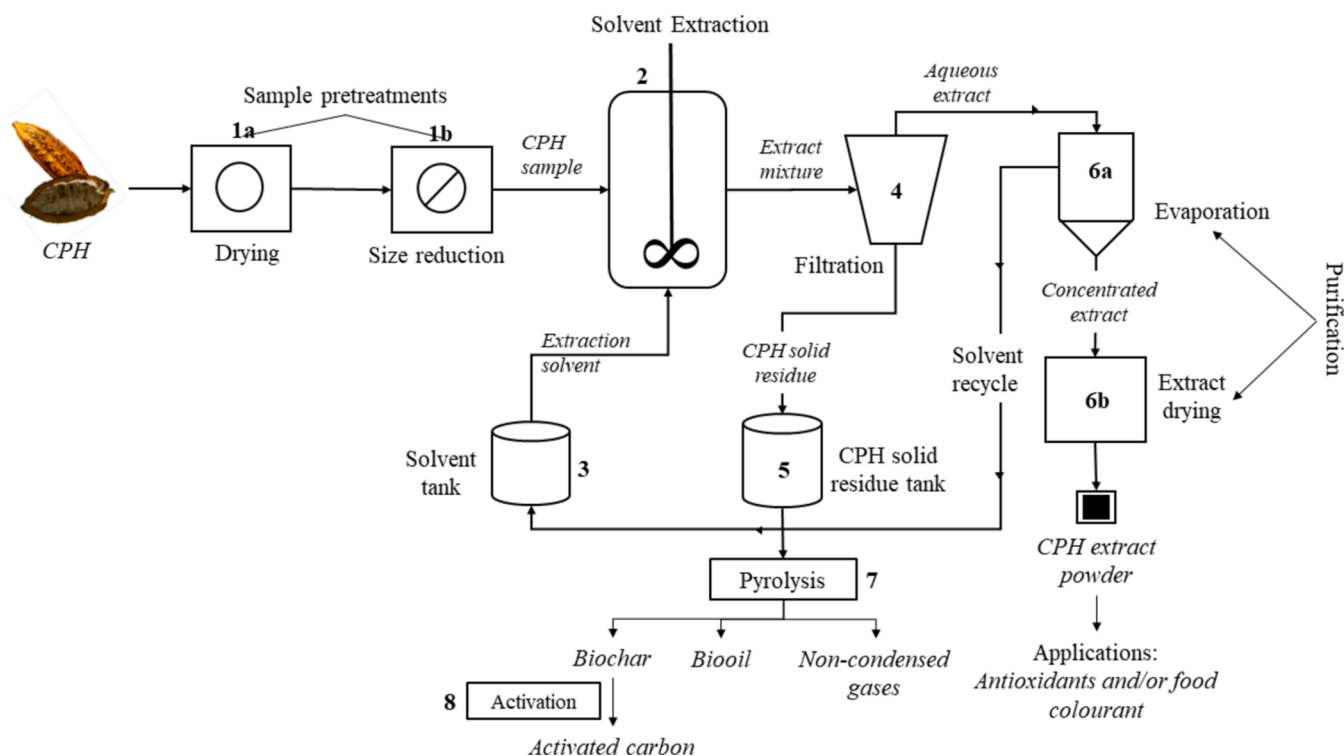 Solvent Extraction
2
Sample pretreatments
1a
1b
CPH
sample
Extract
mixture
Aqueous
extract
4
6a
CPH
Drying
Size reduction
Filtration
Evaporation
Purification
Concentrated
extract
Extraction
solvent
CPH solid
residue
Solvent
recycle
6b
Extract
drying
Solvent
tank
3
5
CPH solid
residue tank
CPH extract
powder
Pyrolysis
7
Biochar
Biooil
Non-condensed
gases
Applications:
Antioxidants and/or food
colourant
8
Activation
Activated carbon